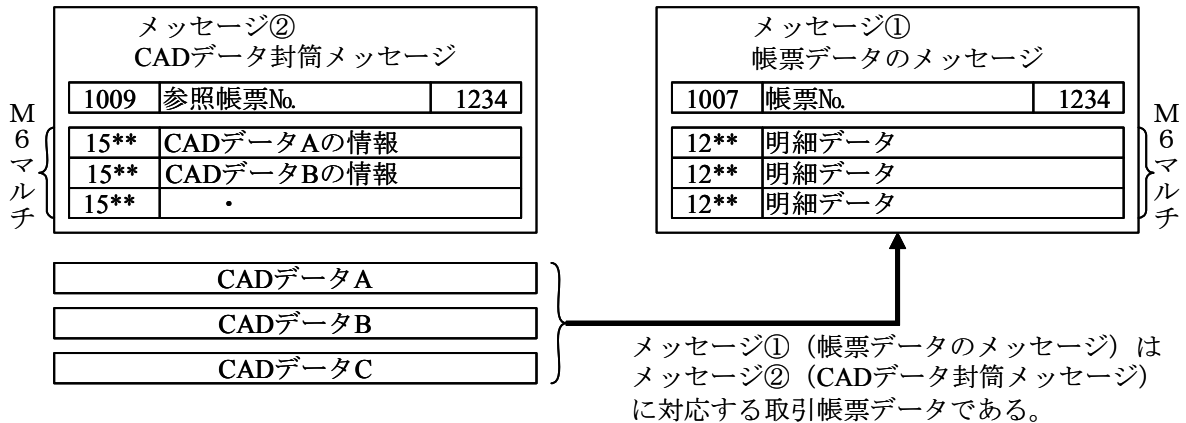 メッセージ②
CADデータ封筒メッセージ
1009 参照帳票№ 1234
M6マルチ
15** CADデータAの情報
15** CADデータBの情報
15** ・
メッセージ①
帳票データのメッセージ
1007 帳票№ 1234
12** 明細データ
12** 明細データ
12** 明細データ
M6マルチ
CADデータA
CADデータB
CADデータC
メッセージ①（帳票データのメッセージ）は
メッセージ②（CADデータ封筒メッセージ）
に対応する取引帳票データである。